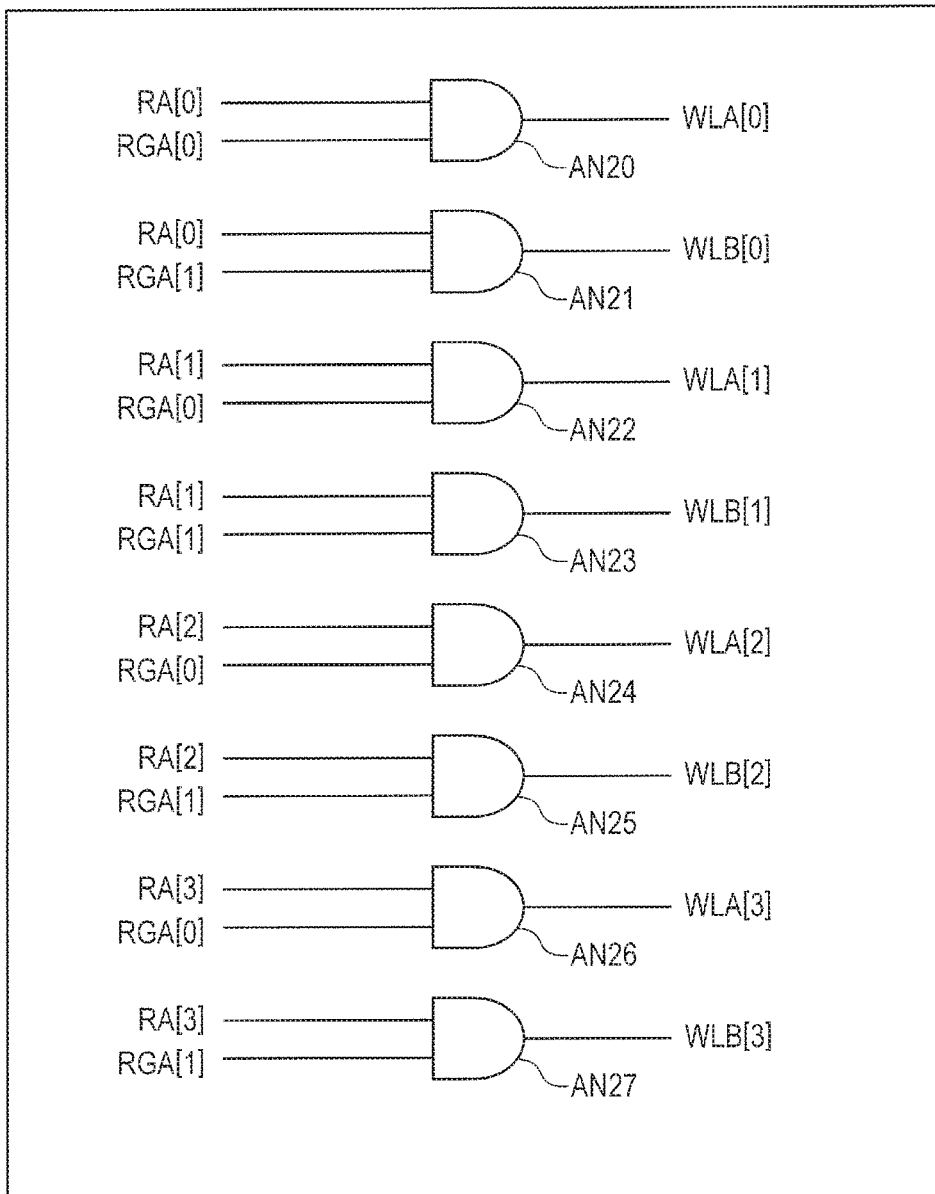 RA[0]
RGA[0]
WLA[0]
AN20
RA[0]
RGA[1]
WLB[0]
AN21
RA[1]
RGA[0]
WLA[1]
AN22
RA[1]
RGA[1]
WLB[1]
AN23
RA[2]
RGA[0]
WLA[2]
AN24
RA[2]
RGA[1]
WLB[2]
AN25
RA[3]
RGA[0]
WLA[3]
AN26
RA[3]
RGA[1]
WLB[3]
AN27